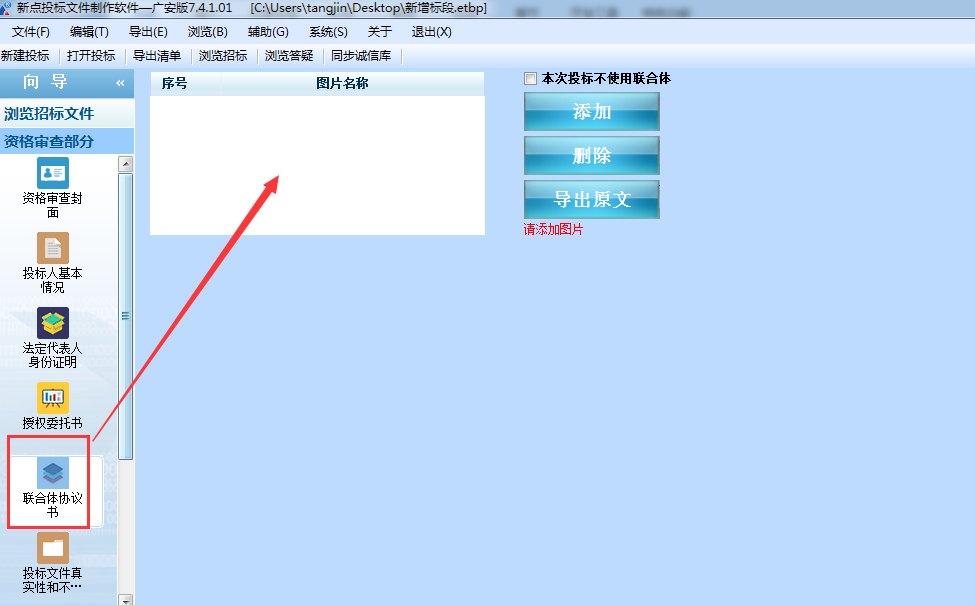 新点投标文件制作软件—广安版7.4.1.01 [C:\Users\tangjin\Desktop\新增标段.etbp]
文件(F) 编辑(T) 导出(E) 浏览(B) 辅助(G) 系统(S) 关于 退出(X)
新建投标 打开投标 导出清单 浏览招标 浏览答疑 同步诚信库
向 导 «
浏览招标文件
资格审查部分
资格审查封
面
投标人基本
情况
法定代表人
身份证明
授权委托书
联合体协议
书
投标文件真
实性和不…
序号 图片名称
本次投标不使用联合体
添加
删除
导出原文
请添加图片